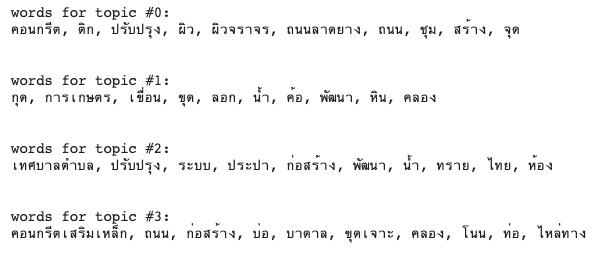 words for topic #0:
คอนกรีต, ติก, ปรับปรุง, ผิว, ผิวจราจร, ถนนลาดยาง, ถนน, ชุม, สร้าง, จุด
words for topic #1:
กุด, การเกษตร, เขื่อน, ขุด, ลอก, น้ำ, ค้อ, พัฒนา, หิน, คลอง
words for topic #2:
เทศบาลตำบล, ปรับปรุง, ระบบ, ประปา, ก่อสร้าง, พัฒนา, น้ำ, ทราย, ไทย, ห้อง
words for topic #3:
คอนกรีตเสริมเหล็ก, ถนน, ก่อสร้าง, บ่อ, บาดาล, ขุดเจาะ, คลอง, โนน, ท่อ, ไหล่ทาง